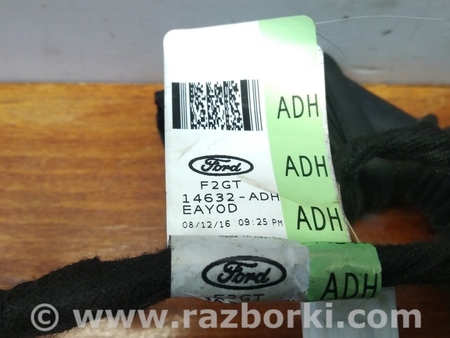 ADH
ADH
Ford
F2GT
14632-ADH
EAYOD
08/12/16 09:25 PM
ADH
Ford
ADH
www.razborki.com